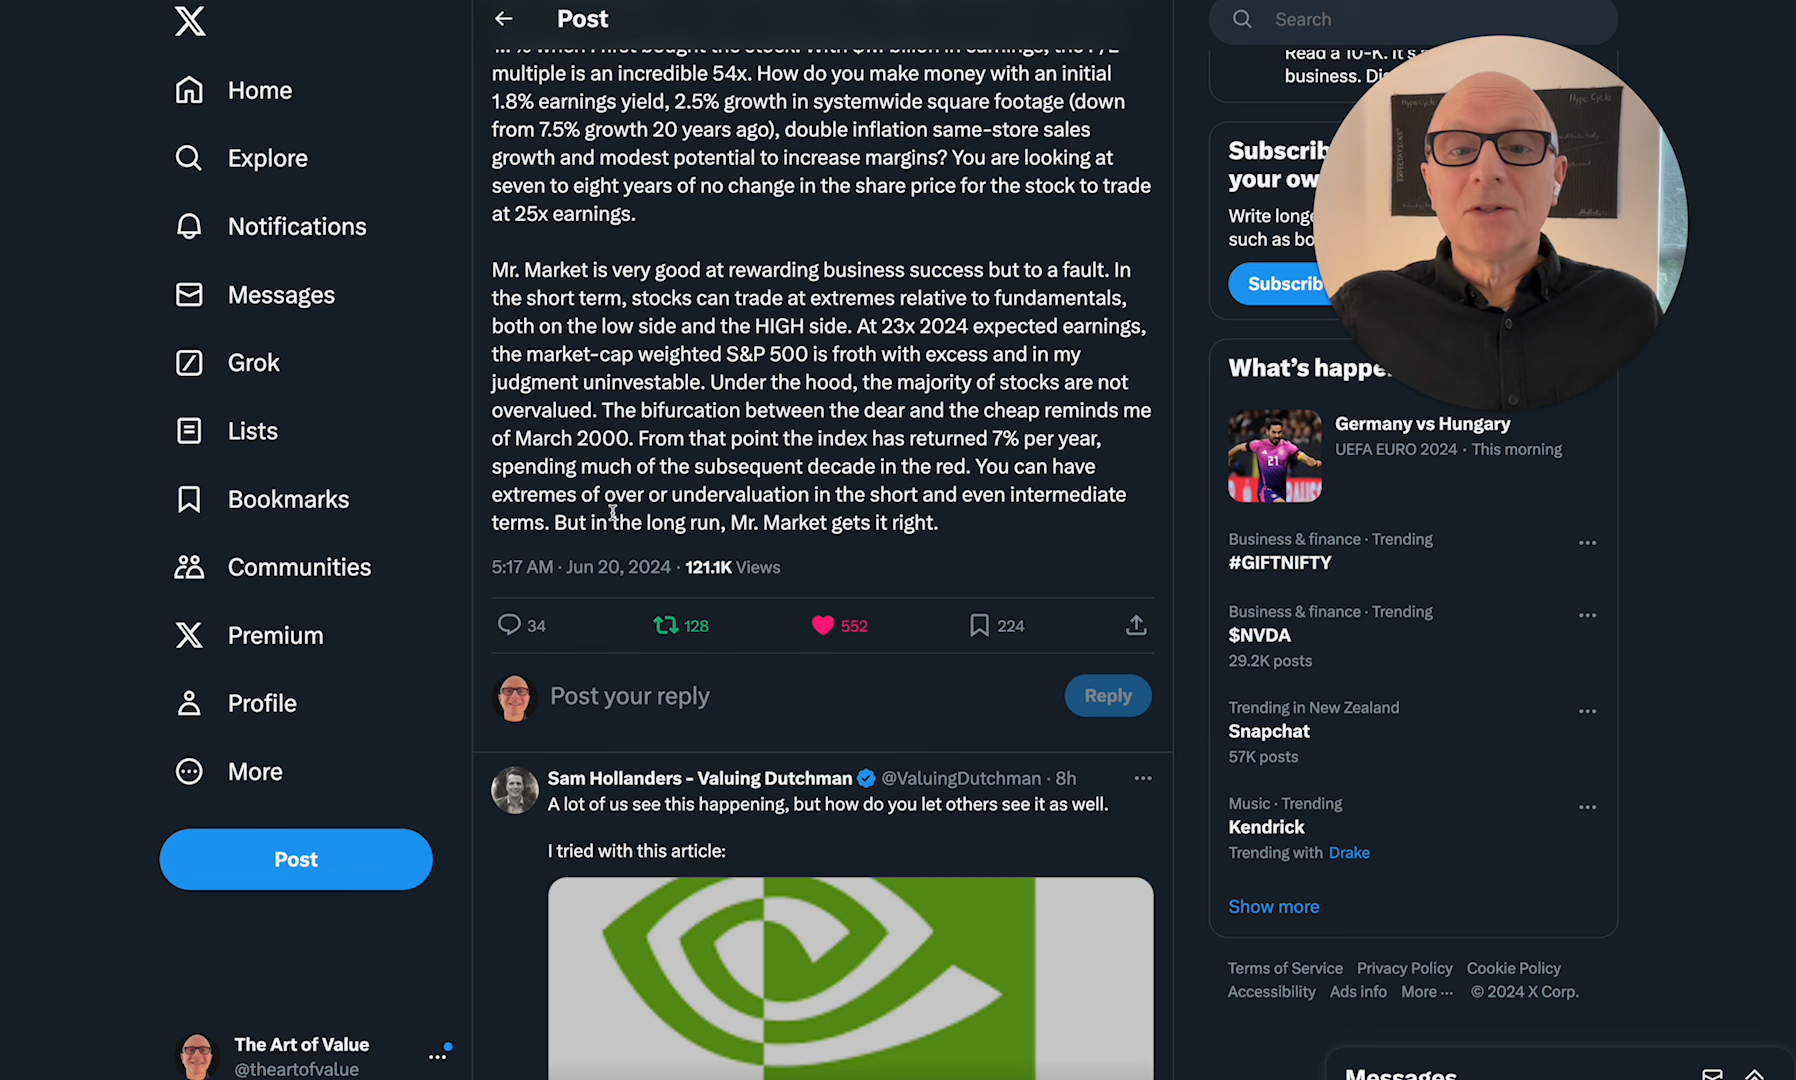 Home
Explore
Notifications
Messages
Grok
Lists
Bookmarks
Communities
Premium
Profile
More
Post
The Art of Value
@theartofvalue
Post
multiple is an incredible 54x. How do you make money with an initial
1.8% earnings yield, 2.5% growth in systemwide square footage (down
from 7.5% growth 20 years ago), double inflation same-store sales
growth and modest potential to increase margins? You are looking at
seven to eight years of no change in the share price for the stock to trade
at 25x earnings.
Mr. Market is very good at rewarding business success but to a fault. In
the short term, stocks can trade at extremes relative to fundamentals,
both on the low side and the HIGH side. At 23x 2024 expected earnings,
the market-cap weighted S&P 500 is froth with excess and in my
judgment uninvestable. Under the hood, the majority of stocks are not
overvalued. The bifurcation between the dear and the cheap reminds me
of March 2000. From that point the index has returned 7% per year,
spending much of the subsequent decade in the red. You can have
extremes of over or undervaluation in the short and even intermediate
terms. But in the long run, Mr. Market gets it right.
5:17 AM · Jun 20, 2024 · 121.1K Views
34 128 552 224
Post your reply
Reply
Sam Hollanders - Valuing Dutchman @ValuingDutchman · 8h
A lot of us see this happening, but how do you let others see it as well.
I tried with this article:
Search
Read a 10-K. It's
business.
Subscrib
your ow
Write longe
such as bo
Subscrib
What's happe
Germany vs Hungary
UEFA EURO 2024 · This morning
Business & finance · Trending
#GIFTNIFTY
Business & finance · Trending
$NVDA
29.2K posts
Trending in New Zealand
Snapchat
57K posts
Music · Trending
Kendrick
Trending with Drake
Show more
Terms of Service Privacy Policy Cookie Policy
Accessibility Ads info More ··· © 2024 X Corp.
Messages
Hype Cycle